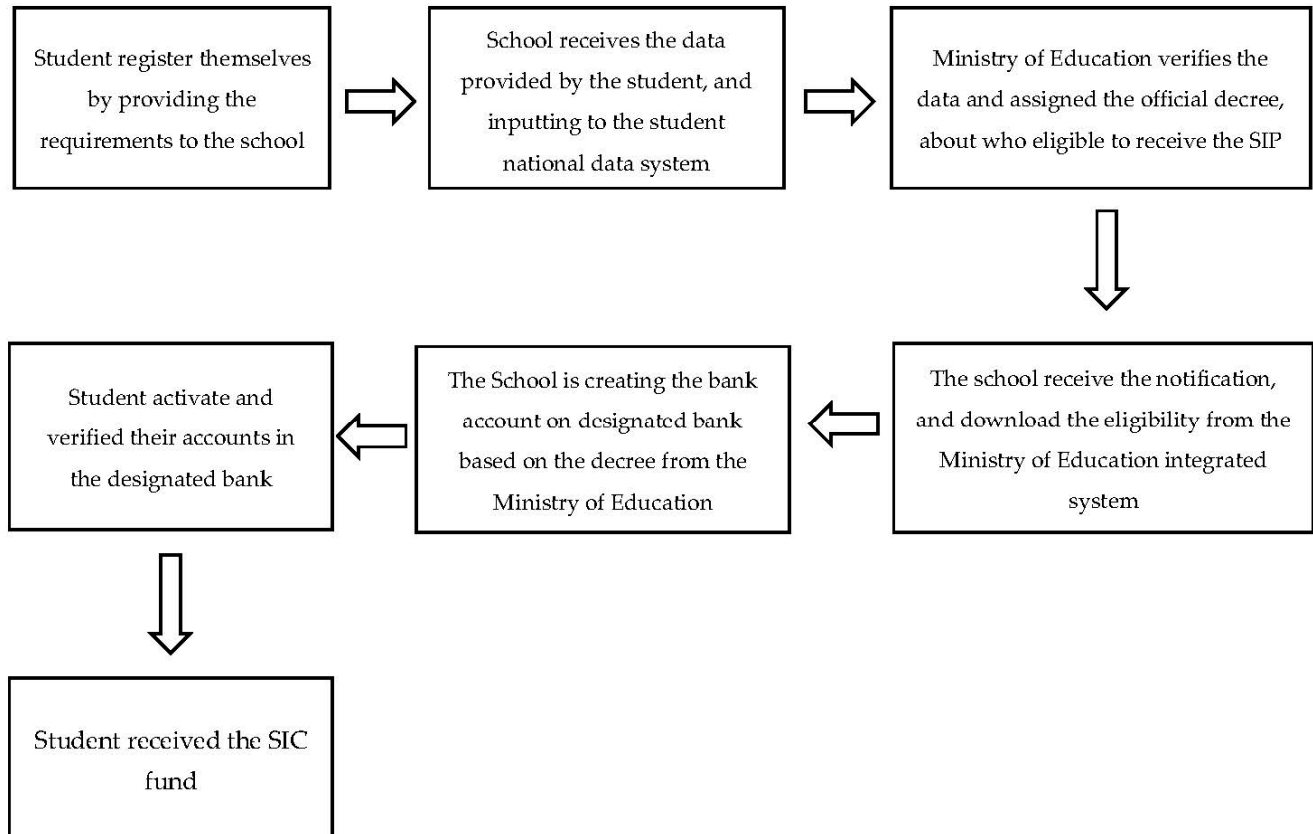 Student register themselves
by providing the
requirements to the school
School receives the data
provided by the student, and
inputting to the student
national data system
Ministry of Education verifies the
data and assigned the official decree,
about who eligible to receive the SIP
The school receive the notification,
and download the eligibility from the
Ministry of Education integrated
system
The School is creating the bank
account on designated bank
based on the decree from the
Ministry of Education
Student activate and
verified their accounts in
the designated bank
Student received the SIC
fund